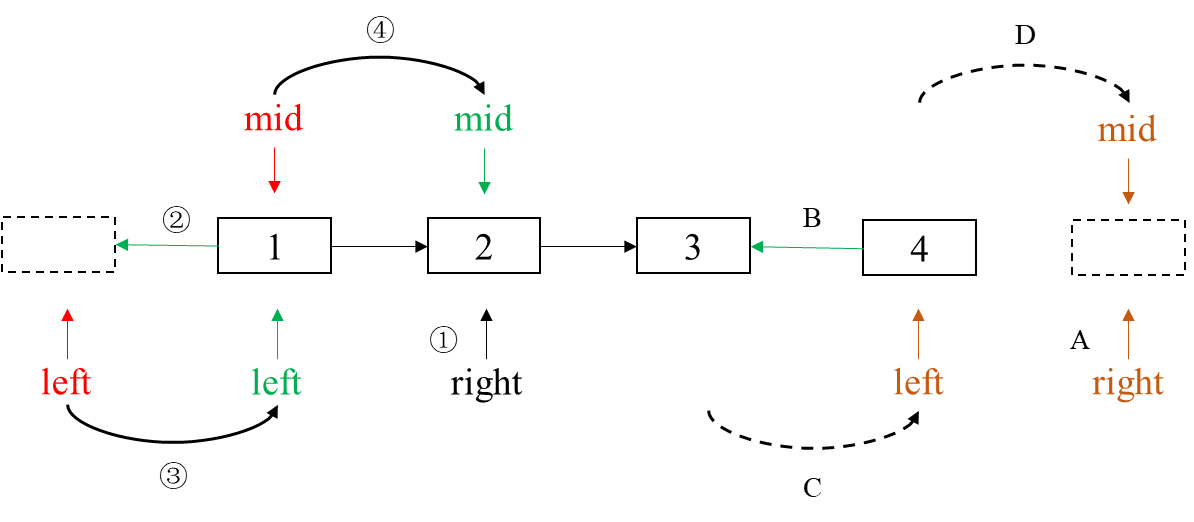 ④ D
mid mid mid
② B
1 2 3 4
① A
left left right left right
③ C